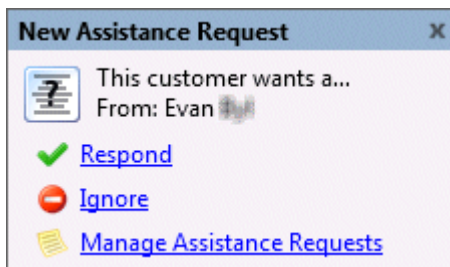 New Assistance Request x
This customer wants a...
From: Evan
Respond
Ignore
Manage Assistance Requests